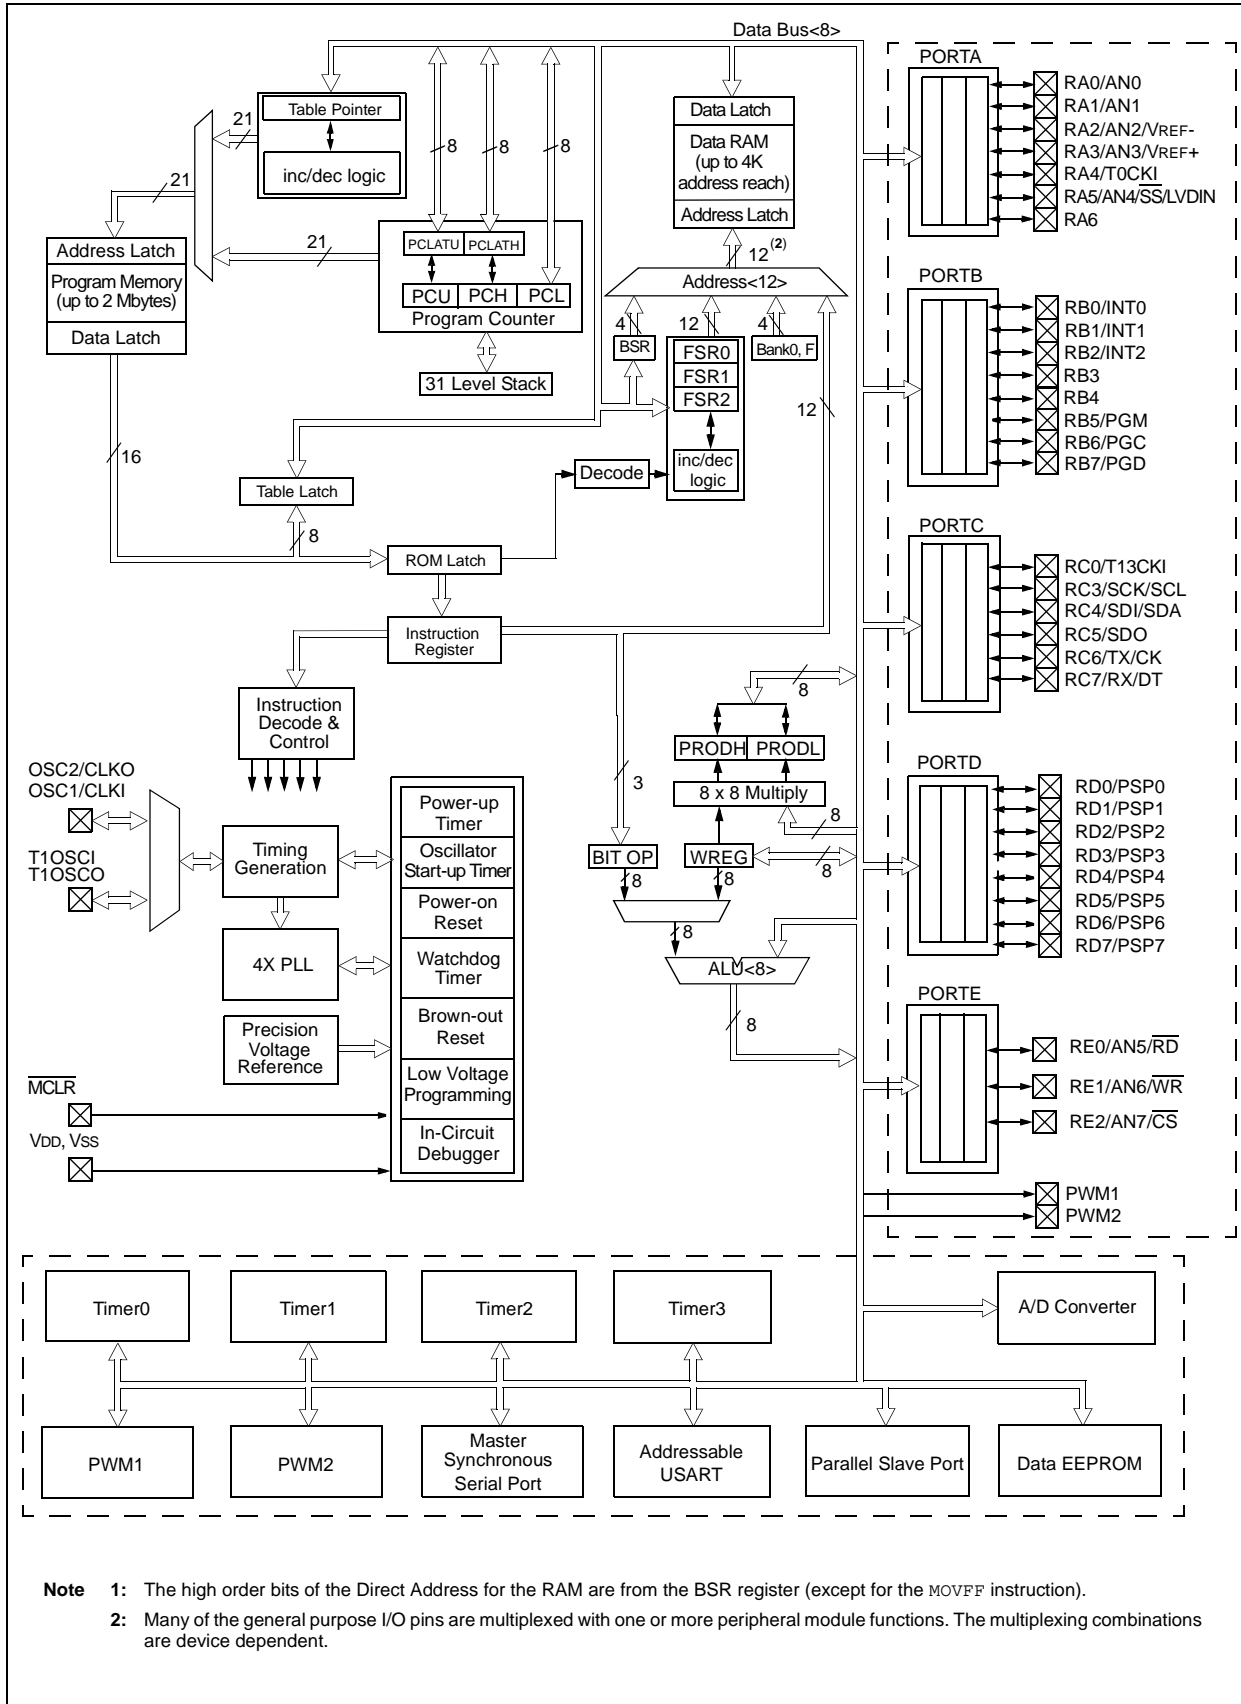 Data Bus<8>
PORTA
Table Pointer
21
inc/dec logic
21
8
8
8
Data Latch
Data RAM
(up to 4K
address reach)
Address Latch
RA0/AN0
RA1/AN1
RA2/AN2/VREF-
RA3/AN3/VREF+
RA4/T0CKI
RA5/AN4/SS/LVDIN
RA6
Address Latch
Program Memory
(up to 2 Mbytes)
Data Latch
21
PCLATU PCLATH
PCU PCH PCL
Program Counter
31 Level Stack
12(2)
Address<12>
4
12
4
BSR
FSR0
FSR1
FSR2
Bank0, F
inc/dec
logic
12
PORTB
RB0/INT0
RB1/INT1
RB2/INT2
RB3
RB4
RB5/PGM
RB6/PGC
RB7/PGD
16
Table Latch
8
Decode
ROM Latch
Instruction
Register
PORTC
RC0/T13CKI
RC3/SCK/SCL
RC4/SDI/SDA
RC5/SDO
RC6/TX/CK
RC7/RX/DT
Instruction
Decode &
Control
8
PRODH PRODL
3
8 x 8 Multiply
8
BIT OP
WREG
8
8
8
8
ALU<8>
8
OSC2/CLKO
OSC1/CLKI
T1OSCI
T1OSCO
Timing
Generation
4X PLL
Precision
Voltage
Reference
MCLR
VDD, VSS
Power-up
Timer
Oscillator
Start-up Timer
Power-on
Reset
Watchdog
Timer
Brown-out
Reset
Low Voltage
Programming
In-Circuit
Debugger
PORTD
RD0/PSP0
RD1/PSP1
RD2/PSP2
RD3/PSP3
RD4/PSP4
RD5/PSP5
RD6/PSP6
RD7/PSP7
PORTE
RE0/AN5/RD
RE1/AN6/WR
RE2/AN7/CS
PWM1
PWM2
Timer0
Timer1
Timer2
Timer3
A/D Converter
PWM1
PWM2
Master
Synchronous
Serial Port
Addressable
USART
Parallel Slave Port
Data EEPROM
Note 1: The high order bits of the Direct Address for the RAM are from the BSR register (except for the MOVFF instruction).
2: Many of the general purpose I/O pins are multiplexed with one or more peripheral module functions. The multiplexing combinations
are device dependent.